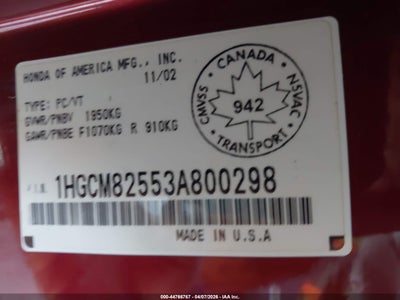 HONDA OF AMERICA MFG., INC.
11/02
TYPE: PC/VT
GVWR/PNBV 1950KG
GAWR/PNBE F1070KG R 910KG
CANADA
CMVSS
NSVAC
942
TRANSPORT
V.I.N.
1HGCM82553A800298
MADE IN U.S.A
000-44766767 - 04/07/2026 - IAA Inc.